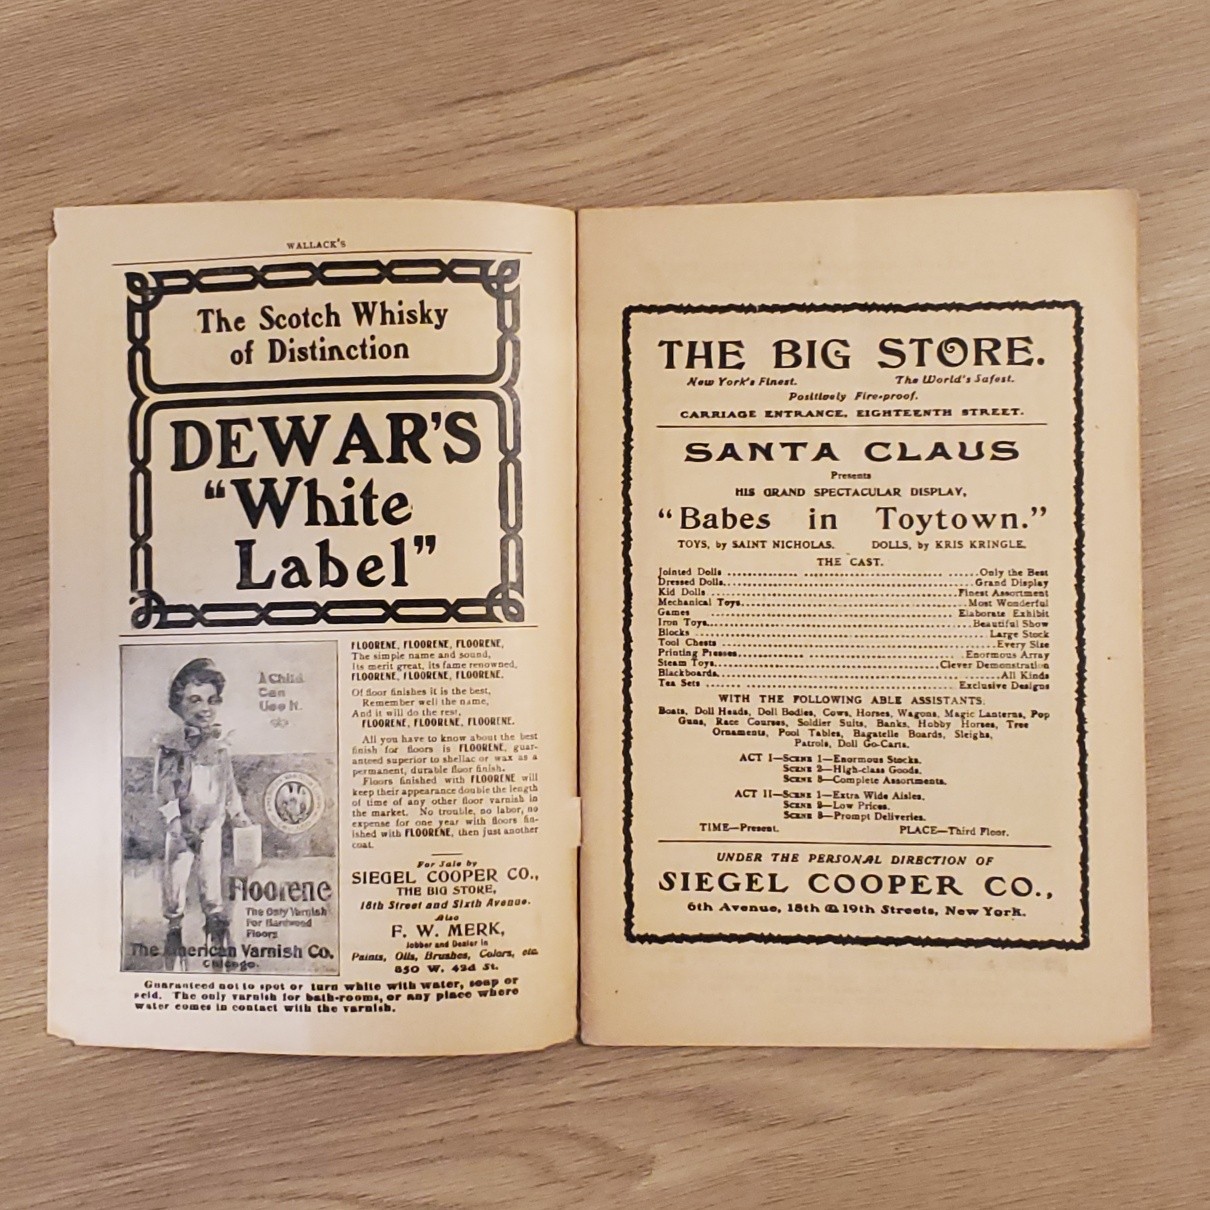 WALLACK'S
The Scotch Whisky
of Distinction
DEWAR'S
"White
Label"
A Child
Can
Use It.
Floorene
The Only Varnish
For Hardwood
Floors
The American Varnish Co.
Chicago.
FLOORENE, FLOORENE, FLOORENE,
The simple name and sound,
Its merit great, its fame renowned,
FLOORENE, FLOORENE, FLOORENE.
Of floor finishes it is the best,
Remember well the name,
And it will do the rest,
FLOORENE, FLOORENE, FLOORENE.
All you have to know about the best
finish for floors is FLOORENE, guar-
anteed superior to shellac or wax as a
permanent, durable floor finish.
Floors finished with FLOORENE will
keep their appearance double the length
of time of any other floor varnish in
the market. No trouble, no labor, no
expense for one year with floors fin-
ished with FLOORENE, then just another
coat.
For Sale by
SIEGEL COOPER CO.,
THE BIG STORE,
18th Street and Sixth Avenue.
Also
F. W. MERK,
Jobber and Dealer in
Paints, Oils, Brushes, Colors, etc.
850 W. 42d St.
Guaranteed not to spot or turn white with water, soap or
acid. The only varnish for bath-rooms, or any place where
water comes in contact with the varnish.
THE BIG STORE.
New York's Finest. The World's Safest.
Positively Fire-proof.
CARRIAGE ENTRANCE, EIGHTEENTH STREET.
SANTA CLAUS
Presents
HIS GRAND SPECTACULAR DISPLAY,
"Babes in Toytown."
TOYS, by SAINT NICHOLAS. DOLLS, by KRIS KRINGLE.
THE CAST.
Jointed Dolls Only the Best
Dressed Dolls Grand Display
Kid Dolls Finest Assortment
Mechanical Toys Most Wonderful
Games Elaborate Exhibit
Iron Toys Beautiful Show
Blocks Large Stock
Tool Chests Every Size
Printing Presses Enormous Array
Steam Toys Clever Demonstration
Blackboards All Kinds
Tea Sets Exclusive Designs
WITH THE FOLLOWING ABLE ASSISTANTS.
Boats, Doll Heads, Doll Bodies, Cows, Horses, Wagons, Magic Lanterns, Pop
Guns, Race Courses, Soldier Suits, Banks, Hobby Horses, Tree
Ornaments, Pool Tables, Bagatelle Boards, Sleighs,
Patrols, Doll Go-Carts.
ACT I—SCENE 1—Enormous Stocks.
SCENE 2—High-class Goods.
SCENE 3—Complete Assortments.
ACT II—SCENE 1—Extra Wide Aisles.
SCENE 2—Low Prices.
SCENE 3—Prompt Deliveries.
TIME—Present. PLACE—Third Floor.
UNDER THE PERSONAL DIRECTION OF
SIEGEL COOPER CO.,
6th Avenue, 18th & 19th Streets, New York.